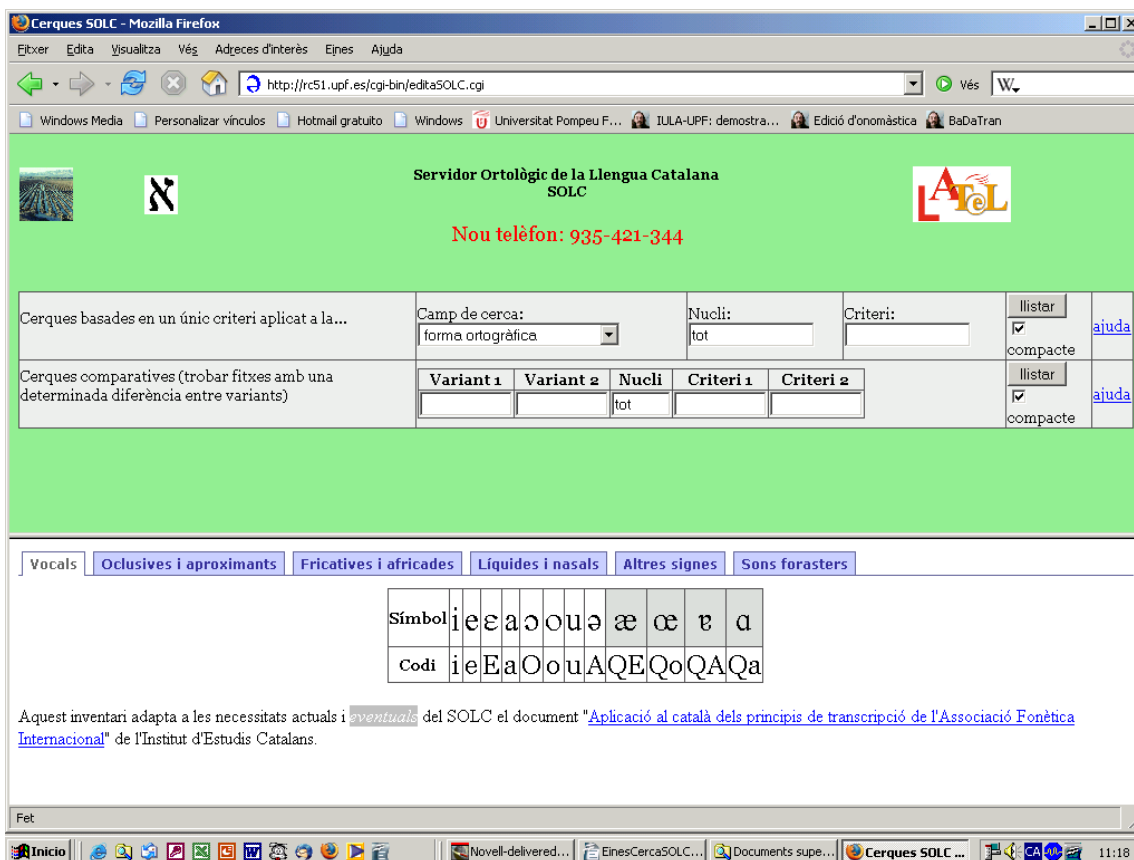 Cerques SOLC - Mozilla Firefox
Fitxer Edita Visualitza Vés Adreces d'interès Eines Ajuda
http://rc51.upf.es/cgi-bin/editaSOLC.cgi Vés W.
Windows Media Personalizar vínculos Hotmail gratuito Windows Universitat Pompeu F... IULA-UPF: demostra... Edició d'onomàstica BaDaTran
א
Servidor Ortològic de la Llengua Catalana
SOLC
LATeL
Nou telèfon: 935-421-344
Cerques basades en un únic criteri aplicat a la...
Camp de cerca:
forma ortogràfica
Nucli:
tot
Criteri:
llistar
compacte
ajuda
Cerques comparatives (trobar fitxes amb una
determinada diferència entre variants)
Variant 1 Variant 2 Nucli Criteri 1 Criteri 2
tot
llistar
compacte
ajuda
Vocals Oclusives i aproximants Fricatives i africades Líquides i nasals Altres signes Sons forasters
Símbol i e ɛ a ɔ o u ə æ œ ɐ ɑ
Codi i e E a O o u A QE Qo QA Qa
Aquest inventari adapta a les necessitats actuals i eventuals del SOLC el document "Aplicació al català dels principis de transcripció de l'Associació Fonètica
Internacional" de l'Institut d'Estudis Catalans.
Fet
Inicio Novell-delivered... EinesCercaSOLC... Documents supe... Cerques SOLC ... CA 11:18